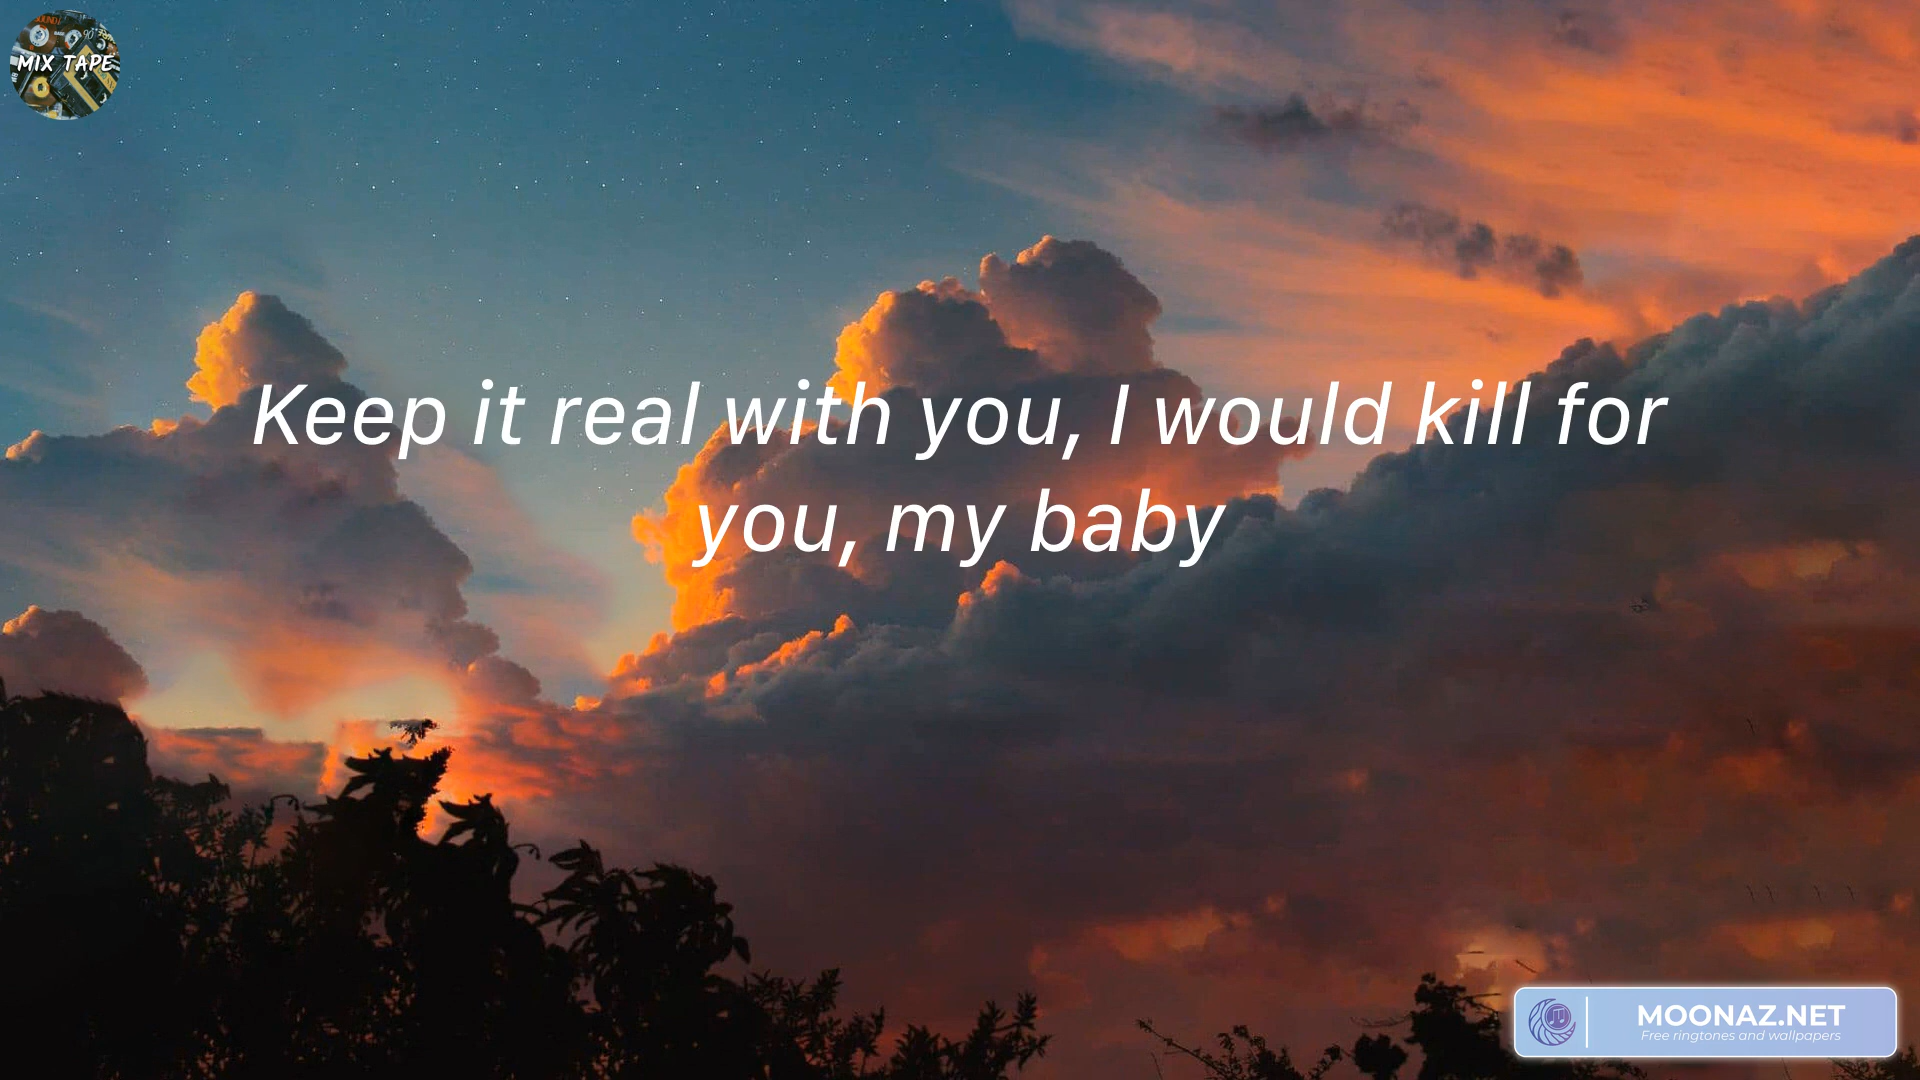 MIX TAPE
Keep it real with you, I would kill for
you, my baby
MOONAZ.NET
Free ringtones and wallpapers